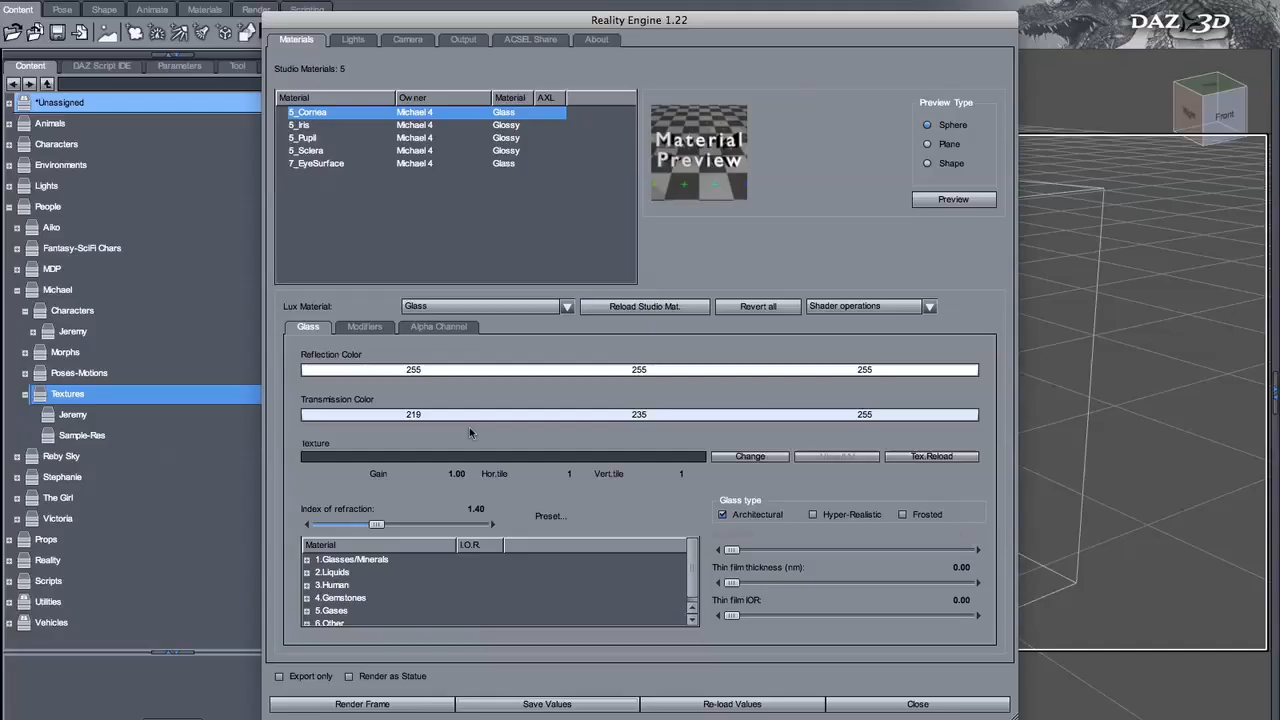 Content Pose Shape Animate Materials Render Scripting
Reality Engine 1.22
DAZ 3D
Materials Lights Camera Output ACSEL Share About
Content DAZ Script IDE Parameters Tool
Studio Materials: 5
Material Owner Material AXL
5_Cornea Michael 4 Glass
5_Iris Michael 4 Glossy
5_Pupil Michael 4 Glossy
5_Sclera Michael 4 Glossy
7_EyeSurface Michael 4 Glass
Material
Preview
Preview Type
Sphere
Plane
Shape
Preview
Front
*Unassigned
Animals
Characters
Environments
Lights
People
Aiko
Fantasy-SciFi Chars
MDP
Michael
Characters
Jeremy
Morphs
Poses-Motions
Textures
Jeremy
Sample-Res
Reby Sky
Stephanie
The Girl
Victoria
Props
Reality
Scripts
Utilities
Vehicles
Lux Material: Glass Reload Studio Mat. Revert all Shader operations
Glass Modifiers Alpha Channel
Reflection Color
255 255 255
Transmission Color
219 235 255
Texture
Change Tex.Reload
Gain 1.00 Hor.tile 1 Vert.tile 1
Index of refraction: 1.40
Preset...
Glass type
Architectural Hyper-Realistic Frosted
Material I.O.R.
1.Glasses/Minerals
2.Liquids
3.Human
4.Gemstones
5.Gases
6.Other
Thin film thickness (nm): 0.00
Thin film IOR: 0.00
Export only Render as Statue
Render Frame Save Values Re-load Values Close